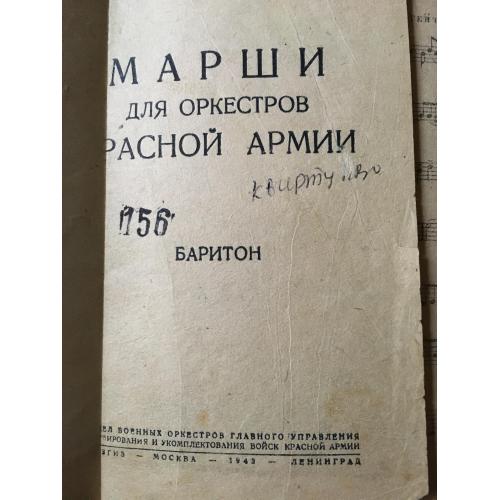 МАРШИ
ДЛЯ ОРКЕСТРОВ
РАСНОЙ АРМИИ
156
БАРИТОН
ЕЛ ВОЕННЫХ ОРКЕСТРОВ ГЛАВНОГО УПРАВЛЕНИЯ
ИРОВАНИЯ И УКОМПЛЕКТОВАНИЯ ВОЙСК КРАСНОЙ АРМИИ
ЗГИЗ — МОСКВА — 1943 — ЛЕНИНГРАД